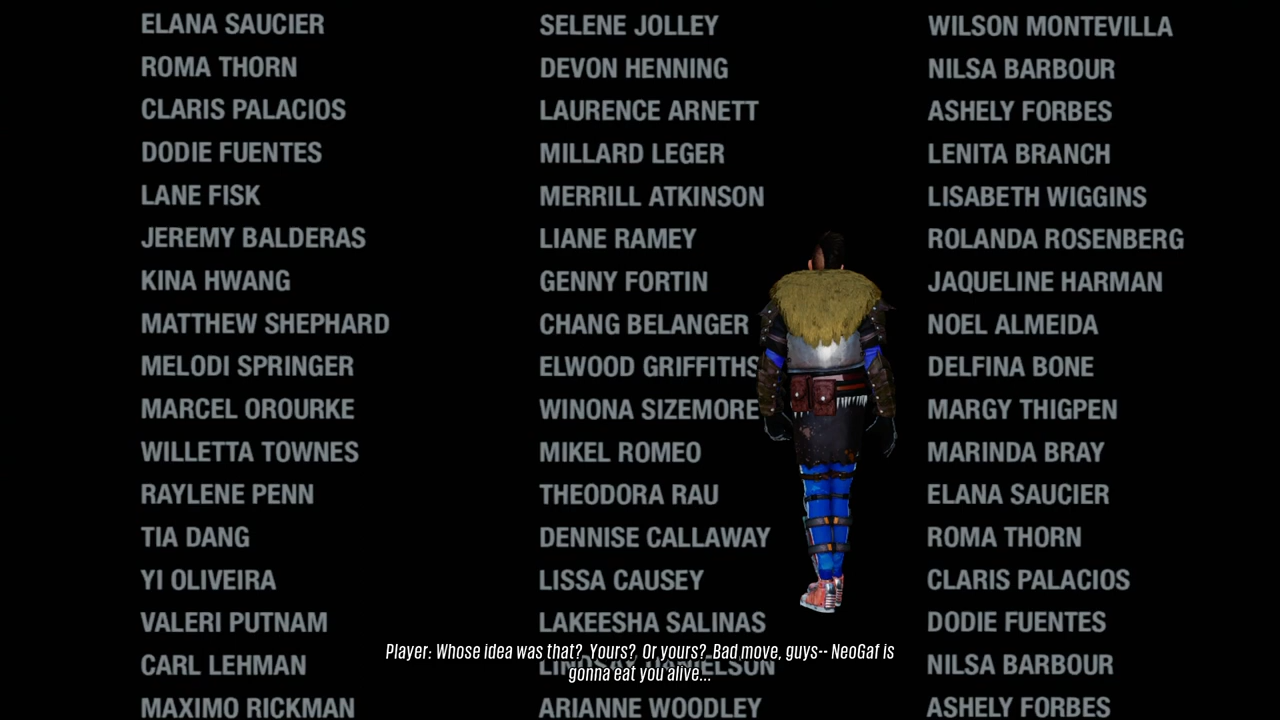 ELANA SAUCIER
ROMA THORN
CLARIS PALACIOS
DODIE FUENTES
LANE FISK
JEREMY BALDERAS
KINA HWANG
MATTHEW SHEPHARD
MELODI SPRINGER
MARCEL OROURKE
WILLETTA TOWNES
RAYLENE PENN
TIA DANG
YI OLIVEIRA
VALERI PUTNAM
CARL LEHMAN
MAXIMO RICKMAN
SELENE JOLLEY
DEVON HENNING
LAURENCE ARNETT
MILLARD LEGER
MERRILL ATKINSON
LIANE RAMEY
GENNY FORTIN
CHANG BELANGER
ELWOOD GRIFFITHS
WINONA SIZEMORE
MIKEL ROMEO
THEODORA RAU
DENNISE CALLAWAY
LISSA CAUSEY
LAKEESHA SALINAS
LINDSAY DANIELSON
ARIANNE WOODLEY
WILSON MONTEVILLA
NILSA BARBOUR
ASHELY FORBES
LENITA BRANCH
LISABETH WIGGINS
ROLANDA ROSENBERG
JAQUELINE HARMAN
NOEL ALMEIDA
DELFINA BONE
MARGY THIGPEN
MARINDA BRAY
ELANA SAUCIER
ROMA THORN
CLARIS PALACIOS
DODIE FUENTES
NILSA BARBOUR
ASHELY FORBES
Player: Whose idea was that? Yours? Or yours? Bad move, guys-- NeoGaf is
gonna eat you alive...